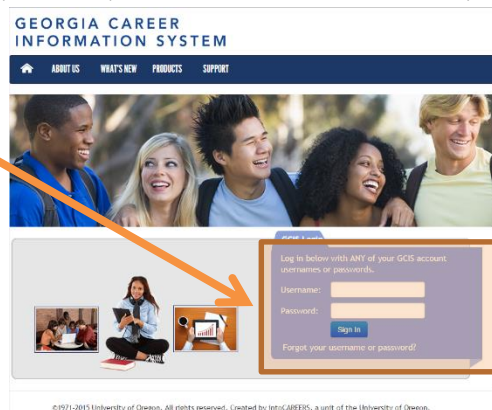 GEORGIA CAREER
INFORMATION SYSTEM
ABOUT US WHAT'S NEW PRODUCTS SUPPORT
GCIS Login
Log in below with ANY of your GCIS account
usernames or passwords.
Username:
Password:
Sign In
Forgot your username or password?
©1971-2015 University of Oregon. All rights reserved. Created by intoCAREERS, a unit of the University of Oregon.